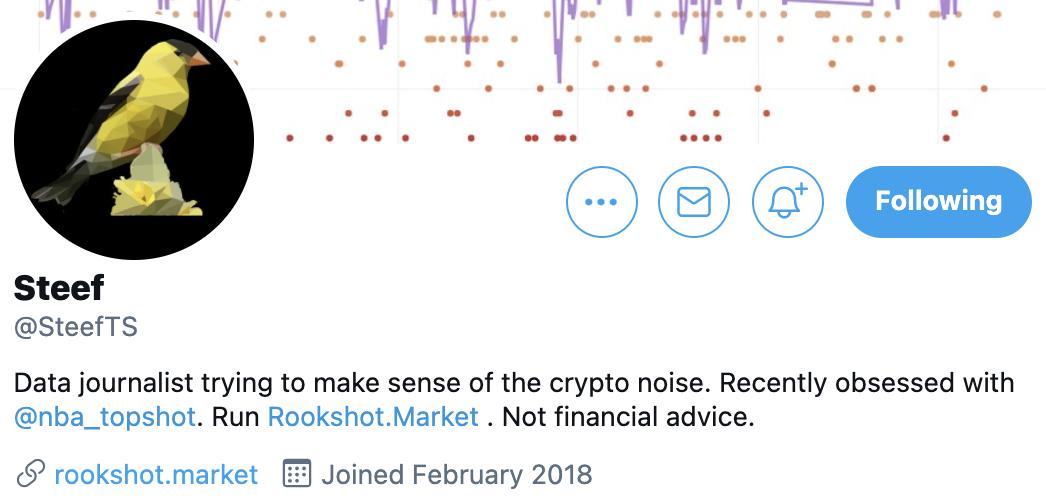 Following
Steef
@SteefTS
Data journalist trying to make sense of the crypto noise. Recently obsessed with
@nba_topshot. Run Rookshot.Market . Not financial advice.
rookshot.market Joined February 2018